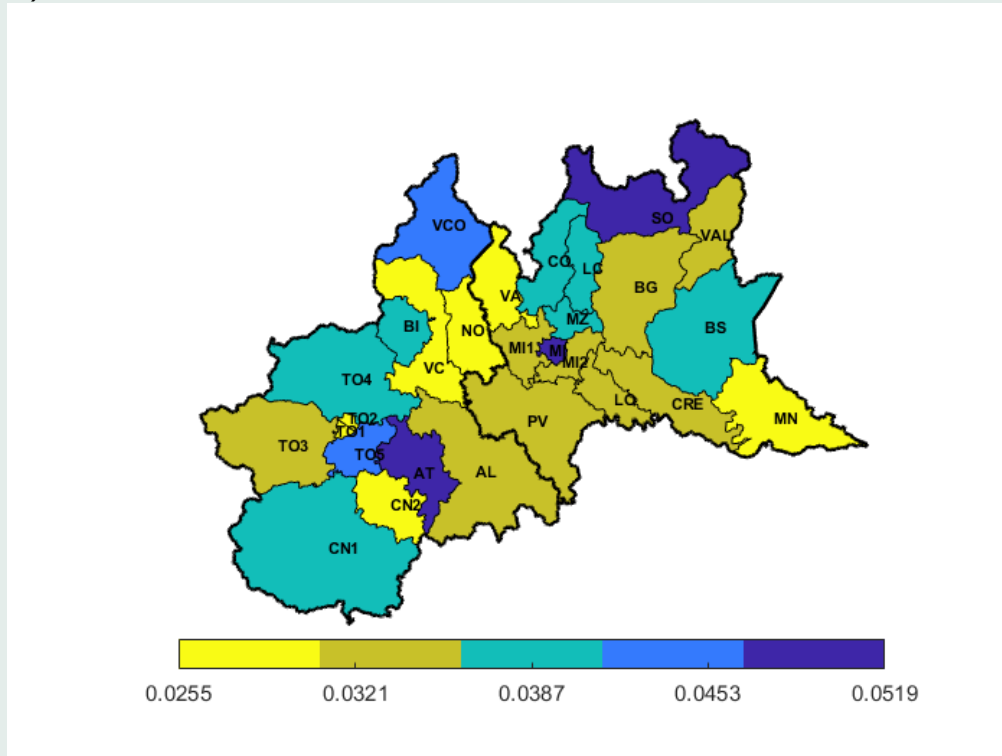 VCO
SO
VAL
CO
LC
BG
VA
MZ
BS
BI
NO
MI1
MI
MI2
VC
TO4
LO
CRE
TO2
MN
PV
TO1
TO3
TO5
AT
AL
CN2
CN1
0.0255 0.0321 0.0387 0.0453 0.0519